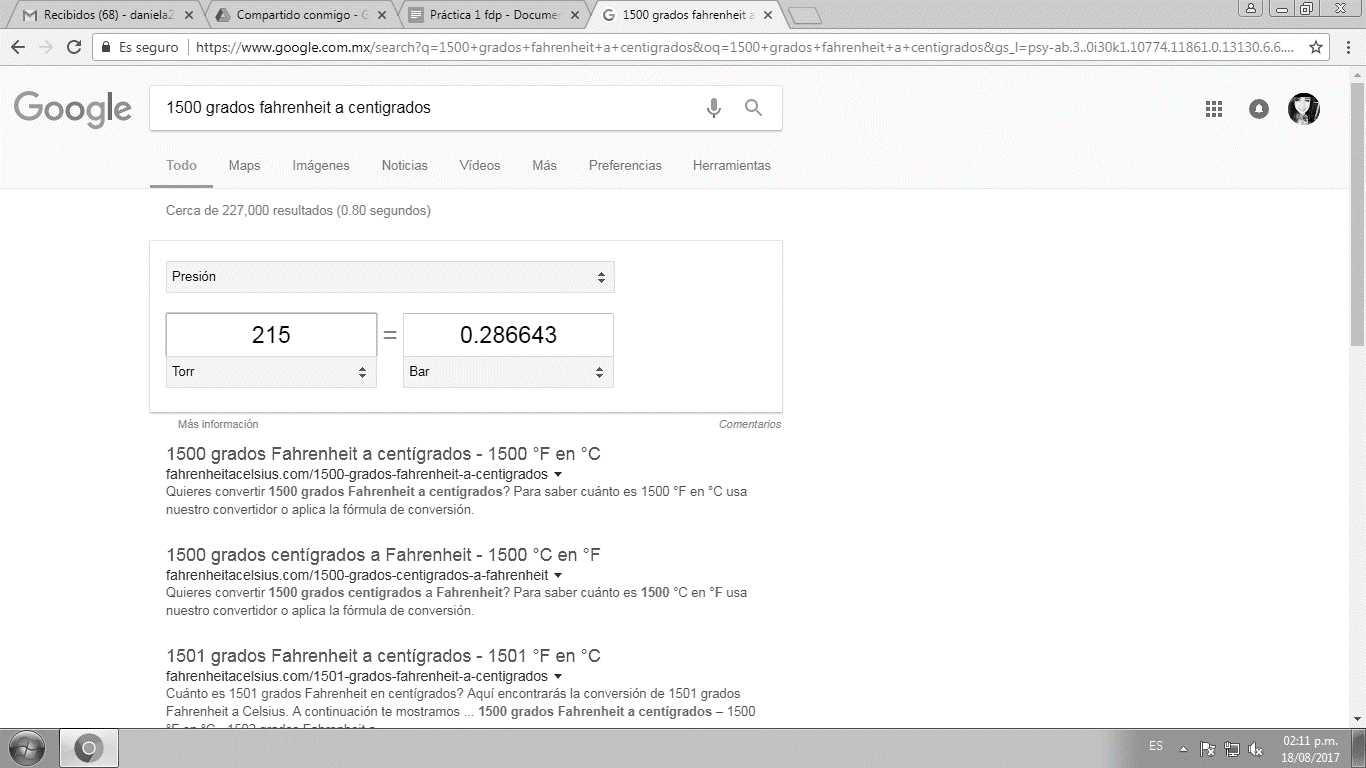 Recibidos (68) - daniela2
Compartido conmigo - G
Práctica 1 fdp - Documen
1500 grados fahrenheit a
Es seguro
https://www.google.com.mx/search?q=1500+grados+fahrenheit+a+centigrados&oq=1500+grados+fahrenheit+a+centigrados&gs_l=psy-ab.3..0i30k1.10774.11861.0.13130.6.6....
Google
1500 grados fahrenheit a centigrados
Todo Maps Imágenes Noticias Vídeos Más Preferencias Herramientas
Cerca de 227,000 resultados (0.80 segundos)
Presión
215 = 0.286643
Torr Bar
Más información Comentarios
1500 grados Fahrenheit a centígrados - 1500 °F en °C
fahrenheitacelsius.com/1500-grados-fahrenheit-a-centigrados
Quieres convertir 1500 grados Fahrenheit a centígrados? Para saber cuánto es 1500 °F en °C usa
nuestro convertidor o aplica la fórmula de conversión.
1500 grados centígrados a Fahrenheit - 1500 °C en °F
fahrenheitacelsius.com/1500-grados-centigrados-a-fahrenheit
Quieres convertir 1500 grados centígrados a Fahrenheit? Para saber cuánto es 1500 °C en °F usa
nuestro convertidor o aplica la fórmula de conversión.
1501 grados Fahrenheit a centígrados - 1501 °F en °C
fahrenheitacelsius.com/1501-grados-fahrenheit-a-centigrados
Cuánto es 1501 grados Fahrenheit en centígrados? Aquí encontrarás la conversión de 1501 grados
Fahrenheit a Celsius. A continuación te mostramos ... 1500 grados Fahrenheit a centígrados – 1500
ES
02:11 p.m.
18/08/2017